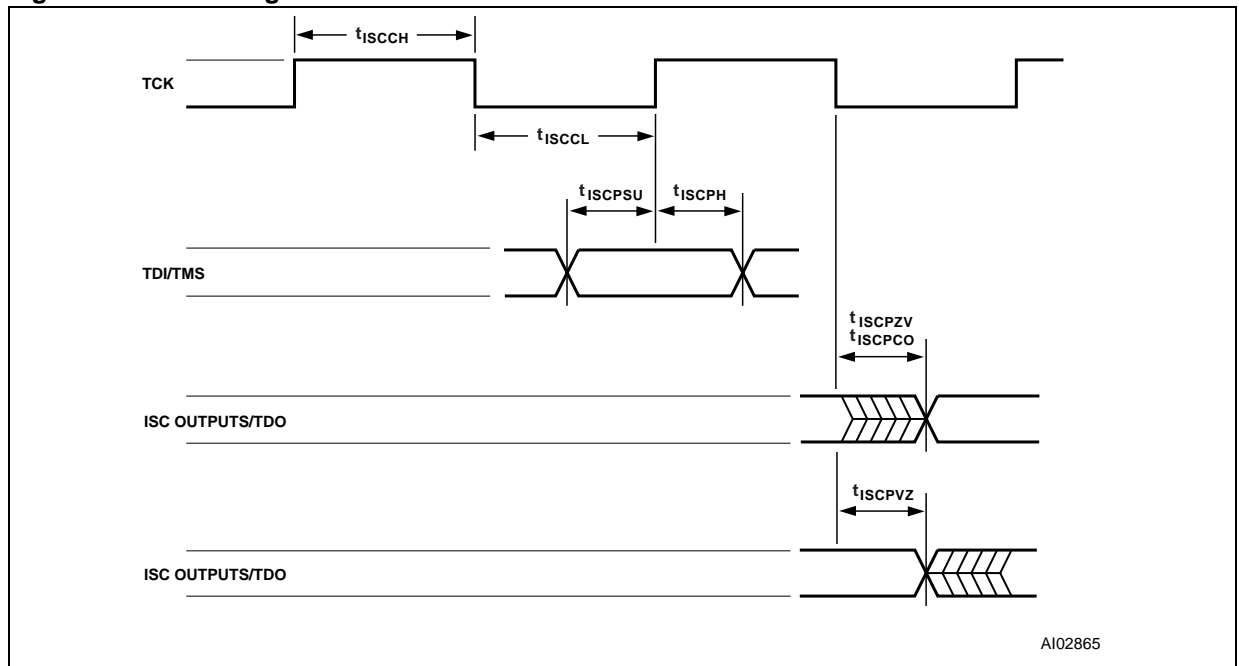 tISCCH
TCK
tISCCL
tISCPSU
tISCPH
TDI/TMS
tISCPZV
tISCPCO
ISC OUTPUTS/TDO
tISCPVZ
ISC OUTPUTS/TDO
AI02865